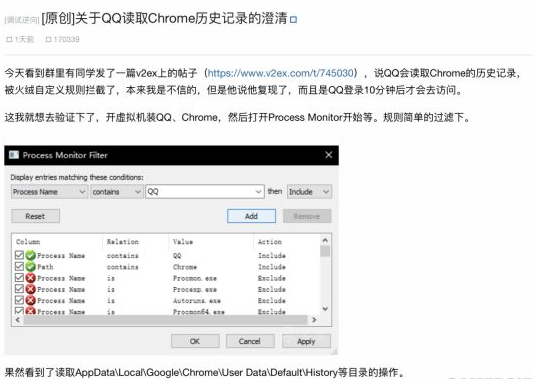 [调试逆向] [原创]关于QQ读取Chrome历史记录的澄清
1天前 170339
今天看到群里有同学发了一篇v2ex上的帖子（https://www.v2ex.com/t/745030），说QQ会读取Chrome的历史记录，
被火绒自定义规则拦截了，本来我是不信的，但是他说他复现了，而且是QQ登录10分钟后才会去访问。
这我就想去验证下了，开虚拟机装QQ、Chrome，然后打开Process Monitor开始等。规则简单的过滤下。
Process Monitor Filter
Display entries matching these conditions:
Process Name contains QQ then Include
Reset Add Remove
Column Relation Value Action
Process Name contains QQ Include
Path contains Chrome Include
Process Name is Procmon.exe Exclude
Process Name is Procexp.exe Exclude
Process Name is Autoruns.exe Exclude
Process Name is Procmon64.exe Exclude
OK Cancel Apply
果然看到了读取AppData\Local\Google\Chrome\User Data\Default\History等目录的操作。